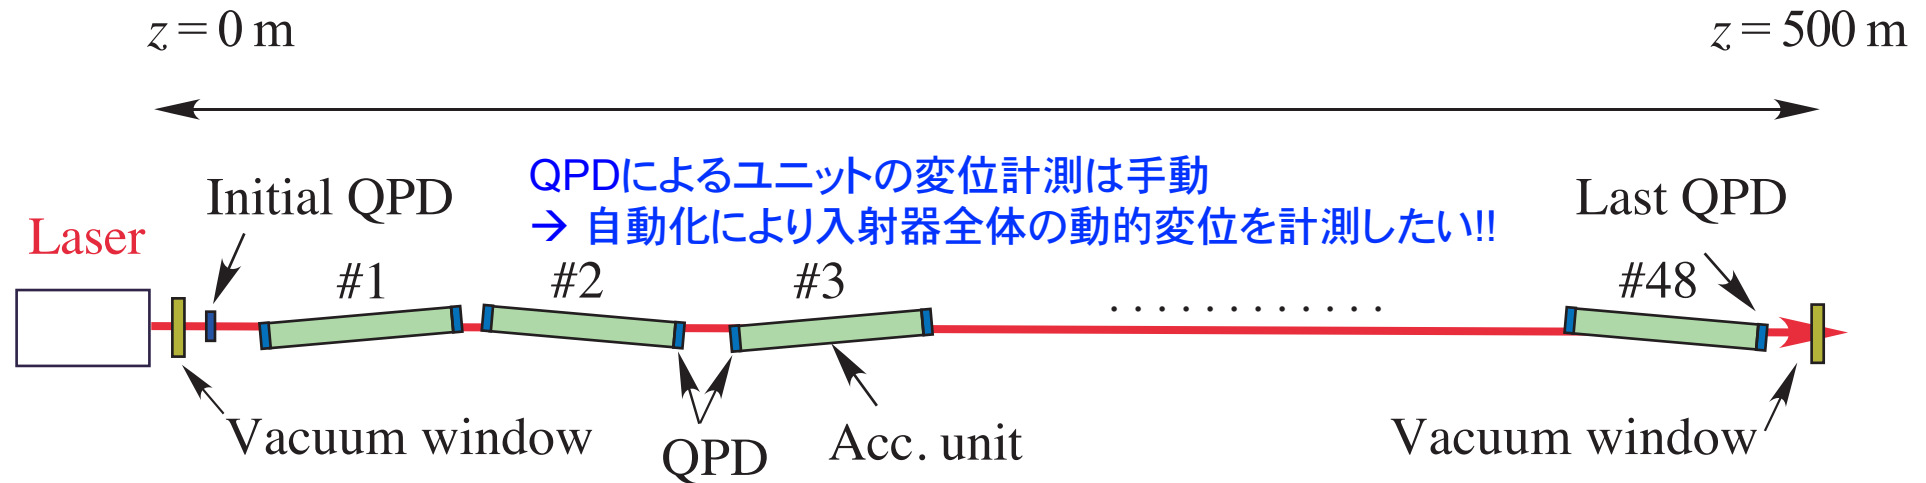 z = 0 m
z = 500 m
QPDによるユニットの変位計測は手動
→ 自動化により入射器全体の動的変位を計測したい!!
Initial QPD
Last QPD
Laser
#1
#2
#3
. . . . . . . . . . . .
#48
Vacuum window
QPD
Acc. unit
Vacuum window